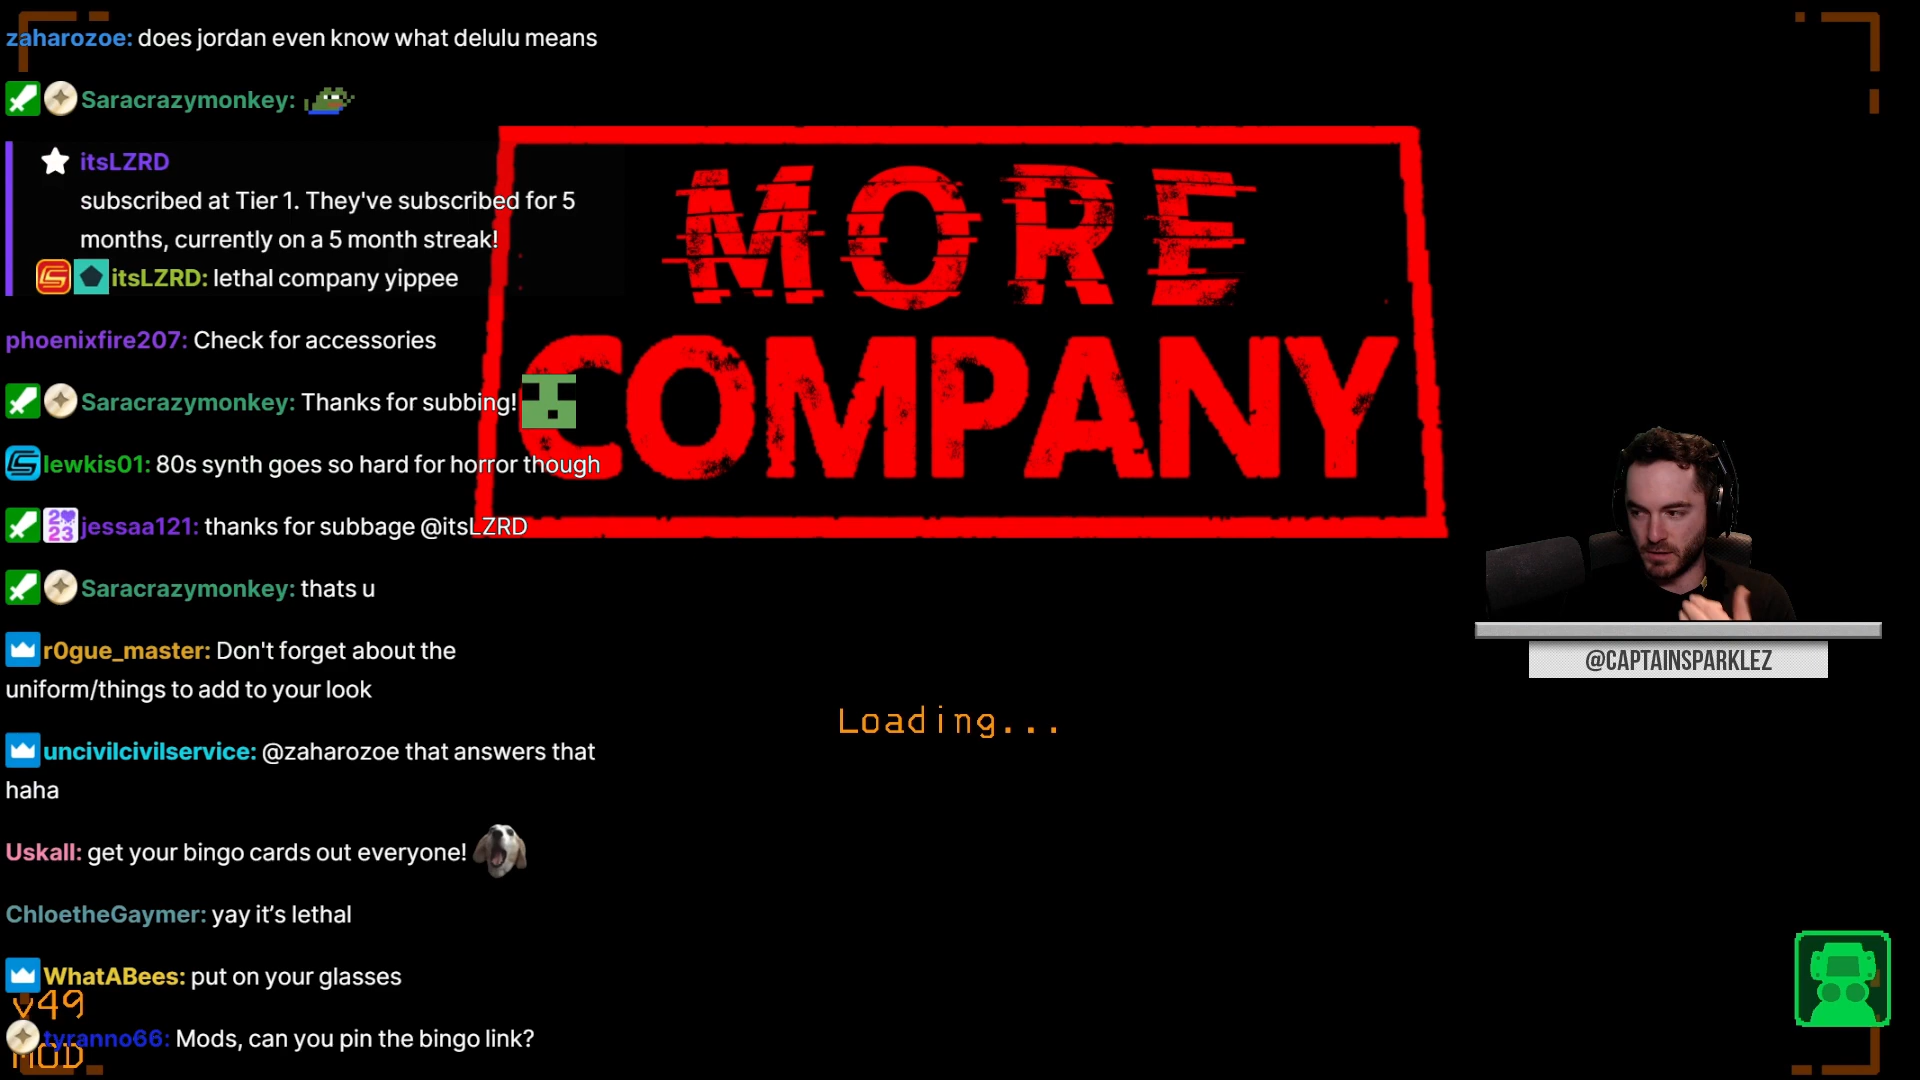 zaharozoe: does jordan even know what delulu means
Saracrazymonkey:
itsLZRD
subscribed at Tier 1. They've subscribed for 5
months, currently on a 5 month streak!
itsLZRD: lethal company yippee
phoenixfire207: Check for accessories
Saracrazymonkey: Thanks for subbing!
lewkis01: 80s synth goes so hard for horror though
2023 jessaa121: thanks for subbage @itsLZRD
Saracrazymonkey: thats u
r0gue_master: Don't forget about the
uniform/things to add to your look
uncivilcivilservice: @zaharozoe that answers that
haha
Uskall: get your bingo cards out everyone!
ChloetheGaymer: yay it’s lethal
WhatABees: put on your glasses
v49
tyranno66: Mods, can you pin the bingo link?
MOD
MORE
COMPANY
Loading...
@CAPTAINSPARKLEZ